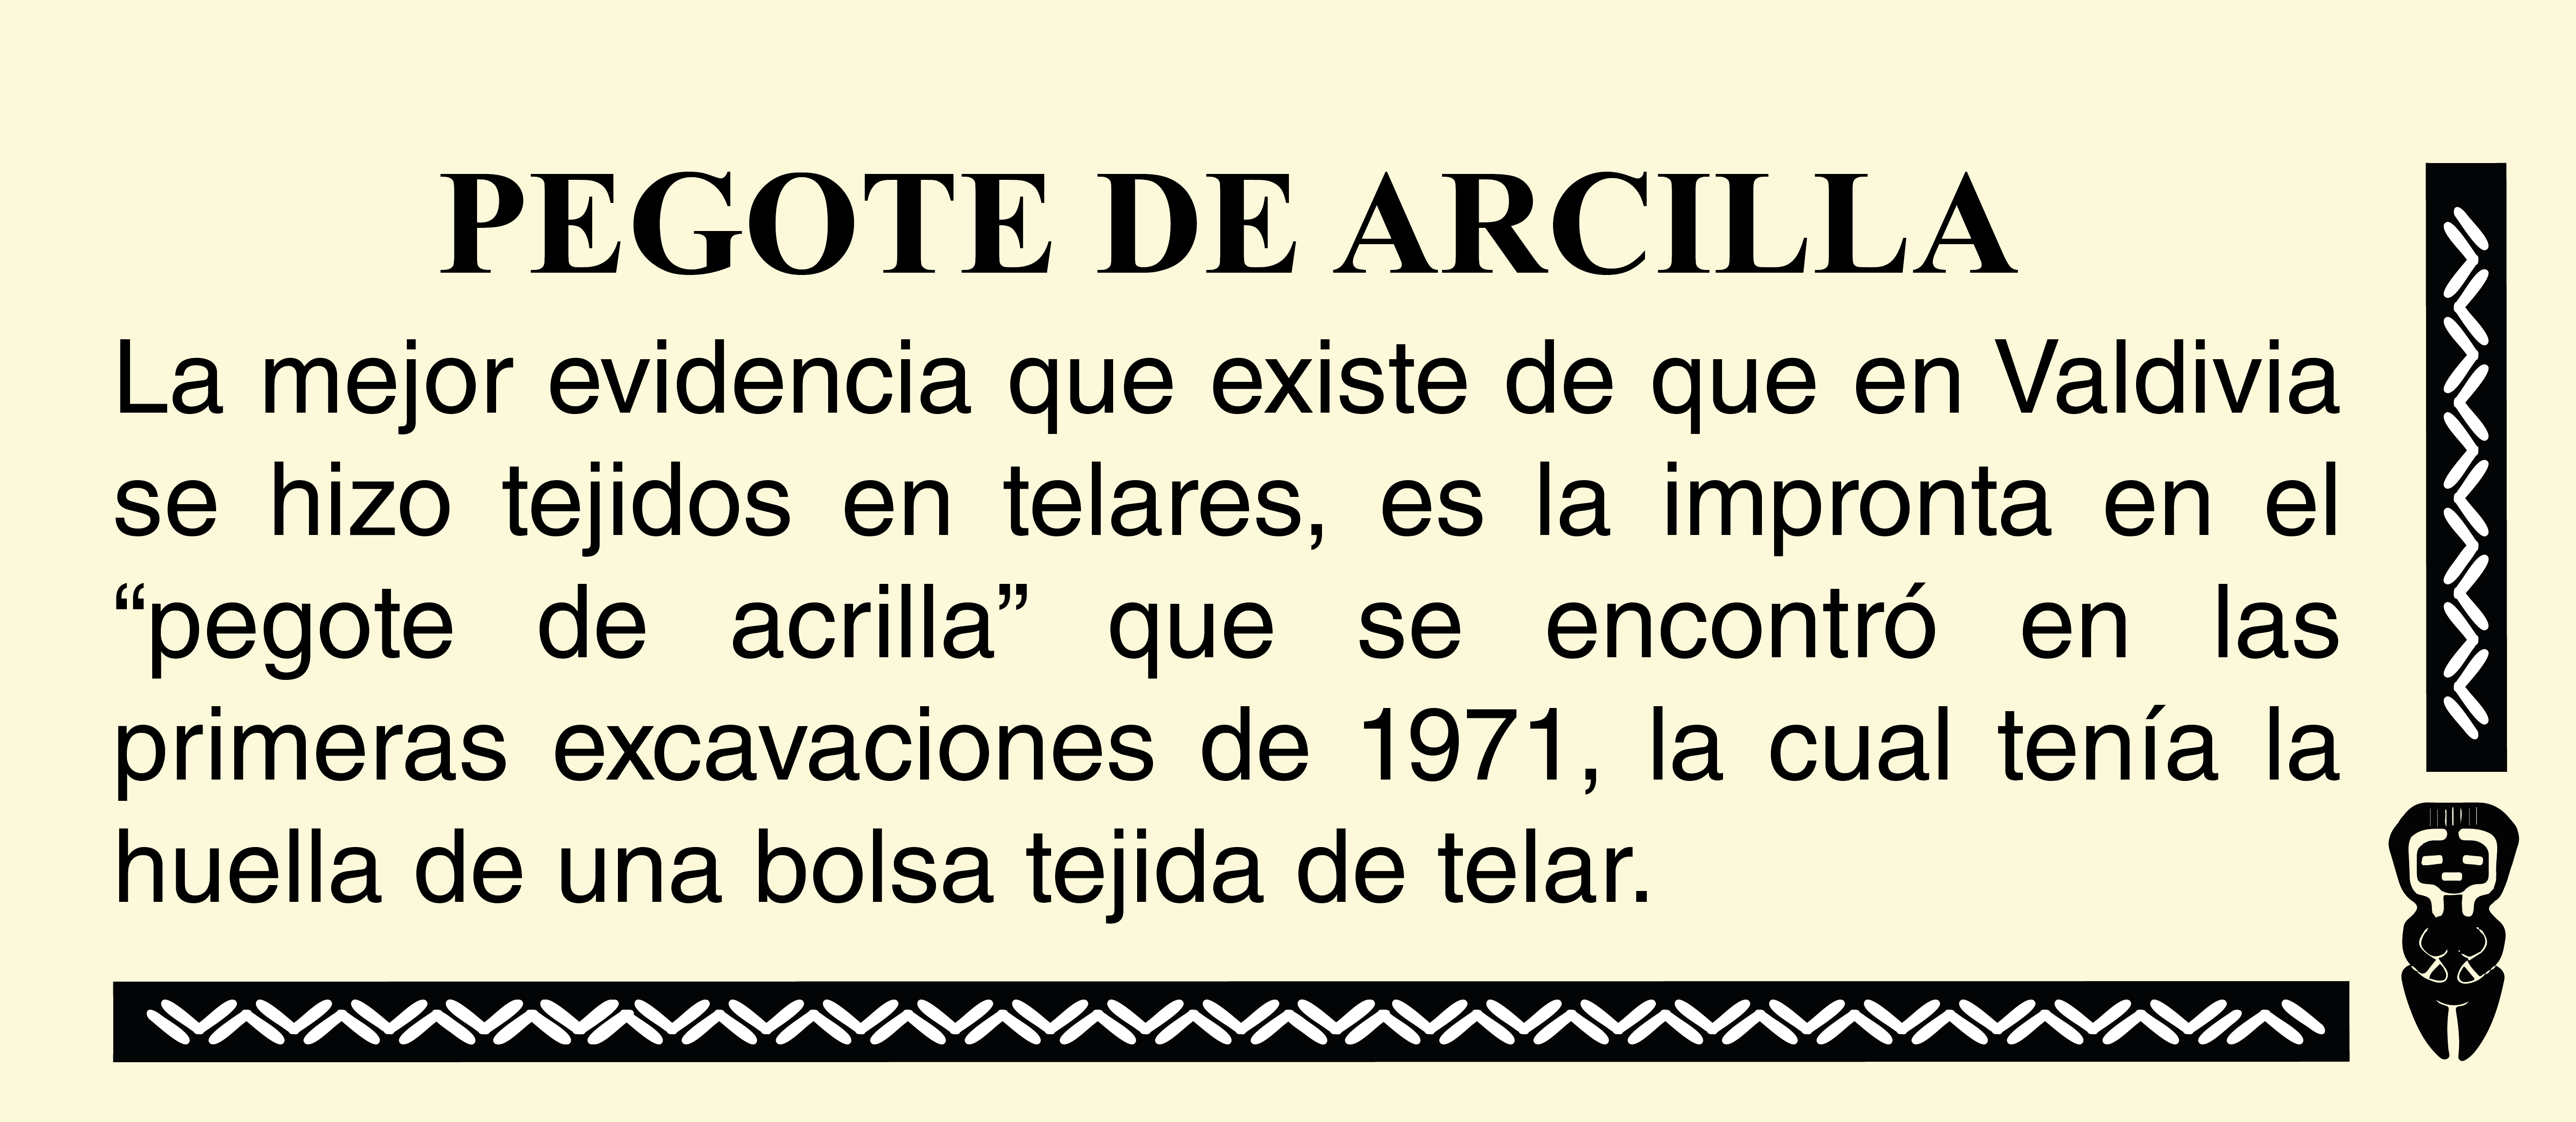 PEGOTE DE ARCILLA
La mejor evidencia que existe de que en Valdivia
se hizo tejidos en telares, es la impronta en el
“pegote de acrilla” que se encontró en las
primeras excavaciones de 1971, la cual tenía la
huella de una bolsa tejida de telar.